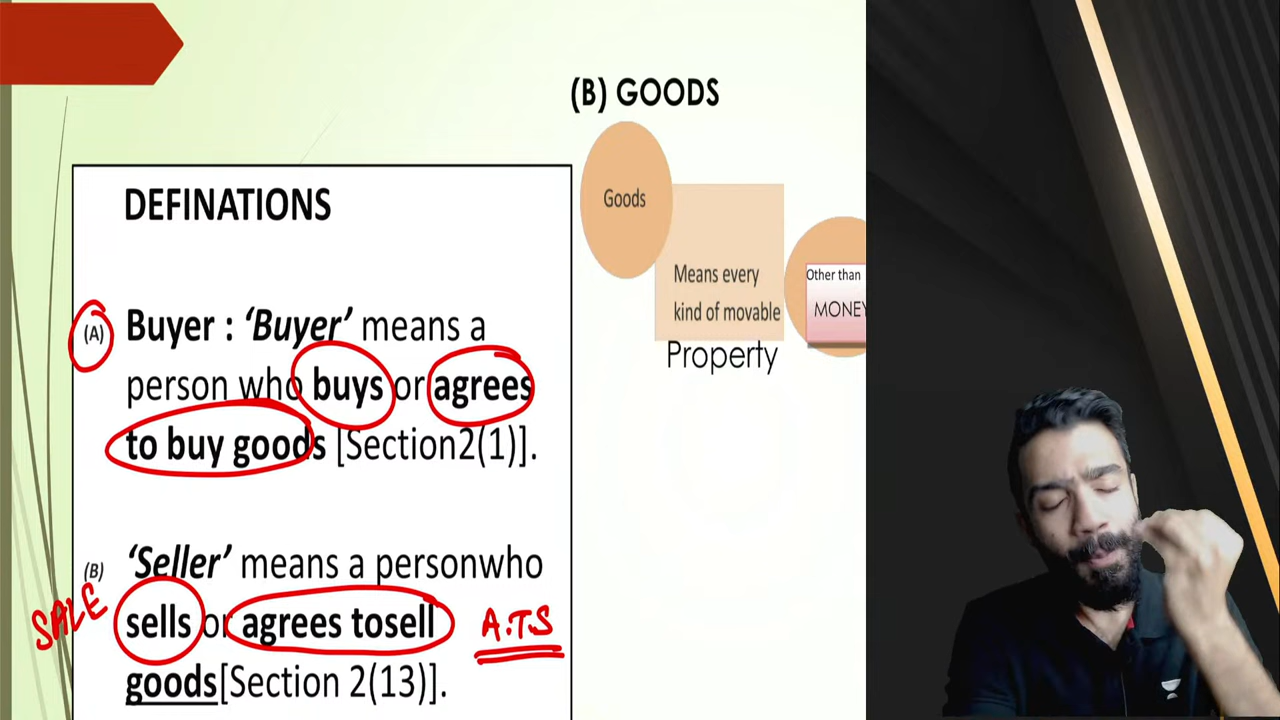 (B) GOODS
Goods
Means every
kind of movable
Property
Other than
MONEY
DEFINATIONS
(A) Buyer : ‘Buyer’ means a
person who buys or agrees
to buy goods [Section2(1)].
(B) ‘Seller’ means a personwho
SALE
sells or agrees tosell A.T.S
goods[Section 2(13)].